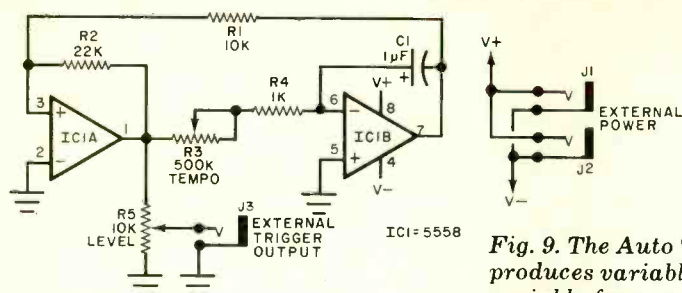 R1
10K
R2
22K
C1
1µF
+
R4
1K
V+
3
+
IC1A
1
2
-
R3
500K
TEMPO
6
-
IC1B
8
7
5
+
4
V-
R5
10K
LEVEL
V
J3
EXTERNAL
TRIGGER
OUTPUT
IC1=5558
V+
V
J1
EXTERNAL
POWER
V
J2
V-
Fig. 9. The Auto
produces variable